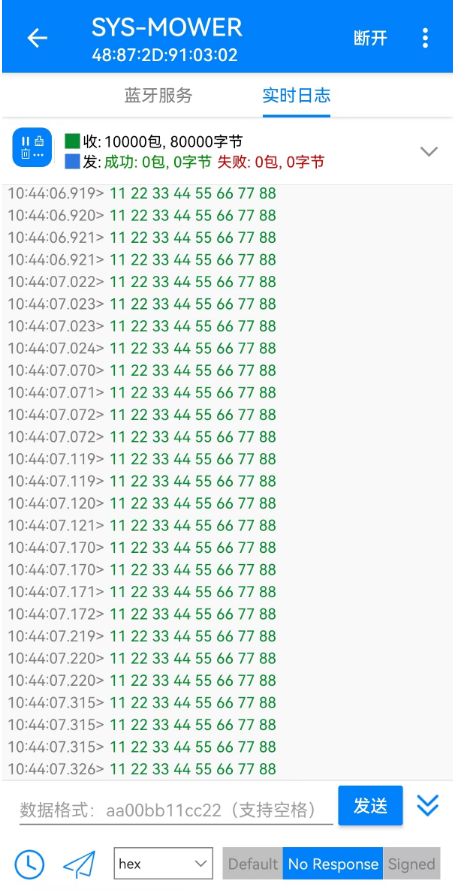 SYS-MOWER
48:87:2D:91:03:02
断开
蓝牙服务 实时日志
收: 10000包, 80000字节
发: 成功: 0包, 0字节 失败: 0包, 0字节
10:44:06.919> 11 22 33 44 55 66 77 88
10:44:06.920> 11 22 33 44 55 66 77 88
10:44:06.921> 11 22 33 44 55 66 77 88
10:44:06.921> 11 22 33 44 55 66 77 88
10:44:07.022> 11 22 33 44 55 66 77 88
10:44:07.023> 11 22 33 44 55 66 77 88
10:44:07.023> 11 22 33 44 55 66 77 88
10:44:07.024> 11 22 33 44 55 66 77 88
10:44:07.070> 11 22 33 44 55 66 77 88
10:44:07.071> 11 22 33 44 55 66 77 88
10:44:07.072> 11 22 33 44 55 66 77 88
10:44:07.072> 11 22 33 44 55 66 77 88
10:44:07.119> 11 22 33 44 55 66 77 88
10:44:07.119> 11 22 33 44 55 66 77 88
10:44:07.120> 11 22 33 44 55 66 77 88
10:44:07.121> 11 22 33 44 55 66 77 88
10:44:07.170> 11 22 33 44 55 66 77 88
10:44:07.170> 11 22 33 44 55 66 77 88
10:44:07.171> 11 22 33 44 55 66 77 88
10:44:07.172> 11 22 33 44 55 66 77 88
10:44:07.219> 11 22 33 44 55 66 77 88
10:44:07.220> 11 22 33 44 55 66 77 88
10:44:07.220> 11 22 33 44 55 66 77 88
10:44:07.315> 11 22 33 44 55 66 77 88
10:44:07.315> 11 22 33 44 55 66 77 88
10:44:07.315> 11 22 33 44 55 66 77 88
10:44:07.326> 11 22 33 44 55 66 77 88
数据格式: aa00bb11cc22（支持空格） 发送
hex Default No Response Signed